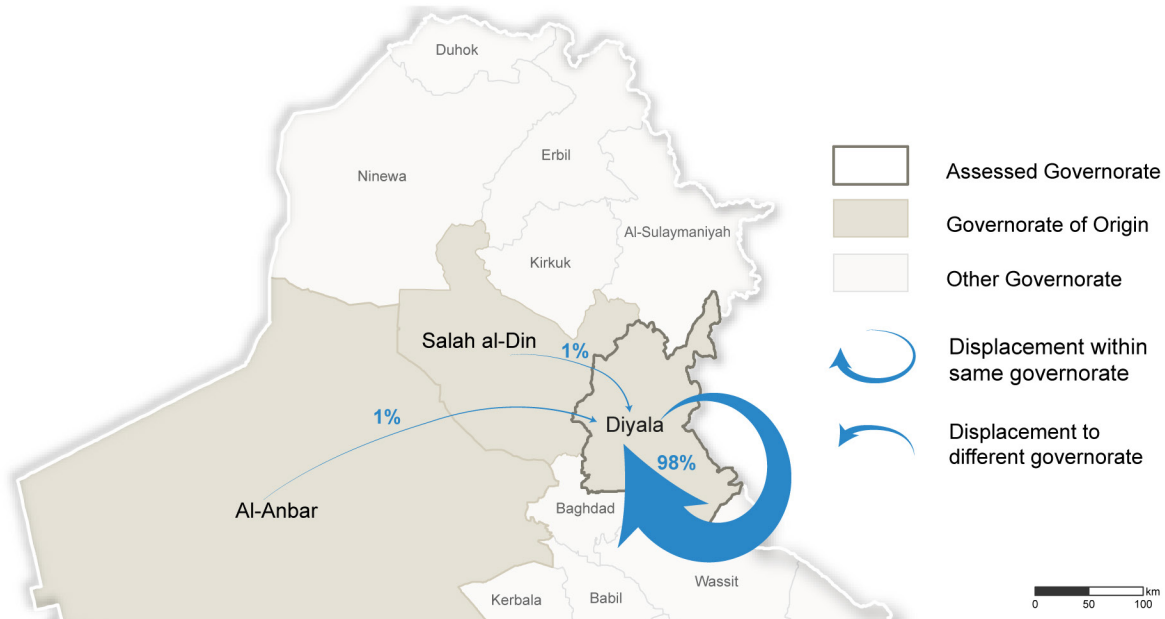 Duhok
Ninewa
Erbil
Al-Sulaymaniyah
Kirkuk
Salah al-Din
1%
1%
Diyala
98%
Al-Anbar
Baghdad
Wassit
Kerbala
Babil
Assessed Governorate
Governorate of Origin
Other Governorate
Displacement within
same governorate
Displacement to
different governorate
km
0 50 100